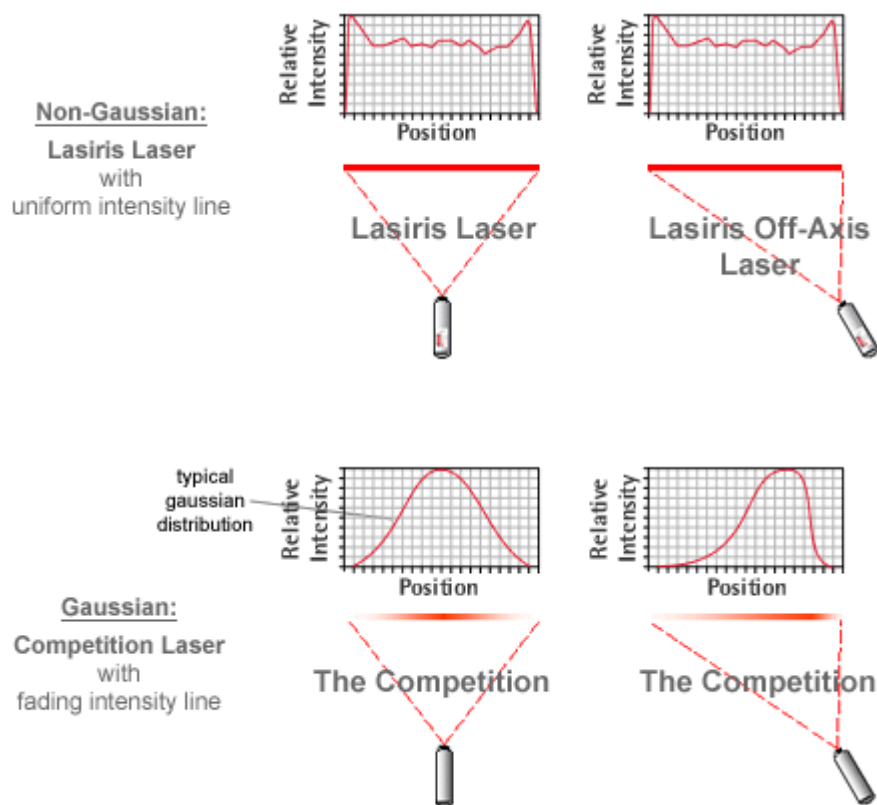 Relative
Intensity
Position
Relative
Intensity
Position
Non-Gaussian:
Lasiris Laser
with
uniform intensity line
Lasiris Laser
Lasiris Off-Axis
Laser
typical
gaussian
distribution
Relative
Intensity
Position
Relative
Intensity
Position
Gaussian:
Competition Laser
with
fading intensity line
The Competition
The Competition